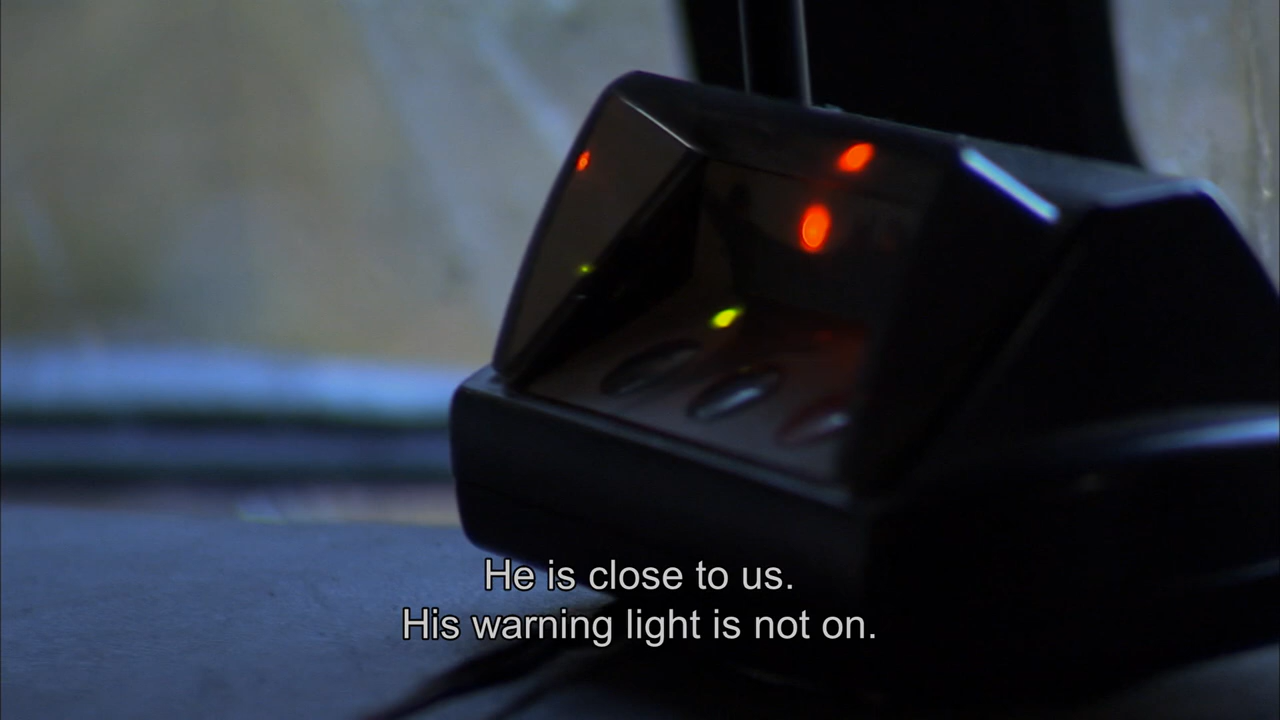 He is close to us.
His warning light is not on.